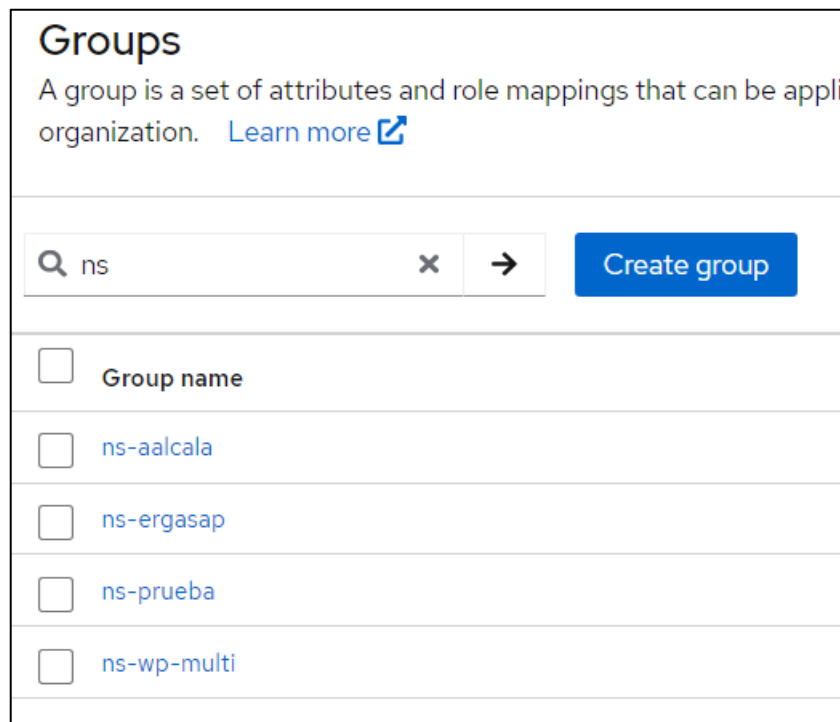 Groups
A group is a set of attributes and role mappings that can be appli
organization. Learn more
ns
Create group
Group name
ns-aalcala
ns-ergasap
ns-prueba
ns-wp-multi